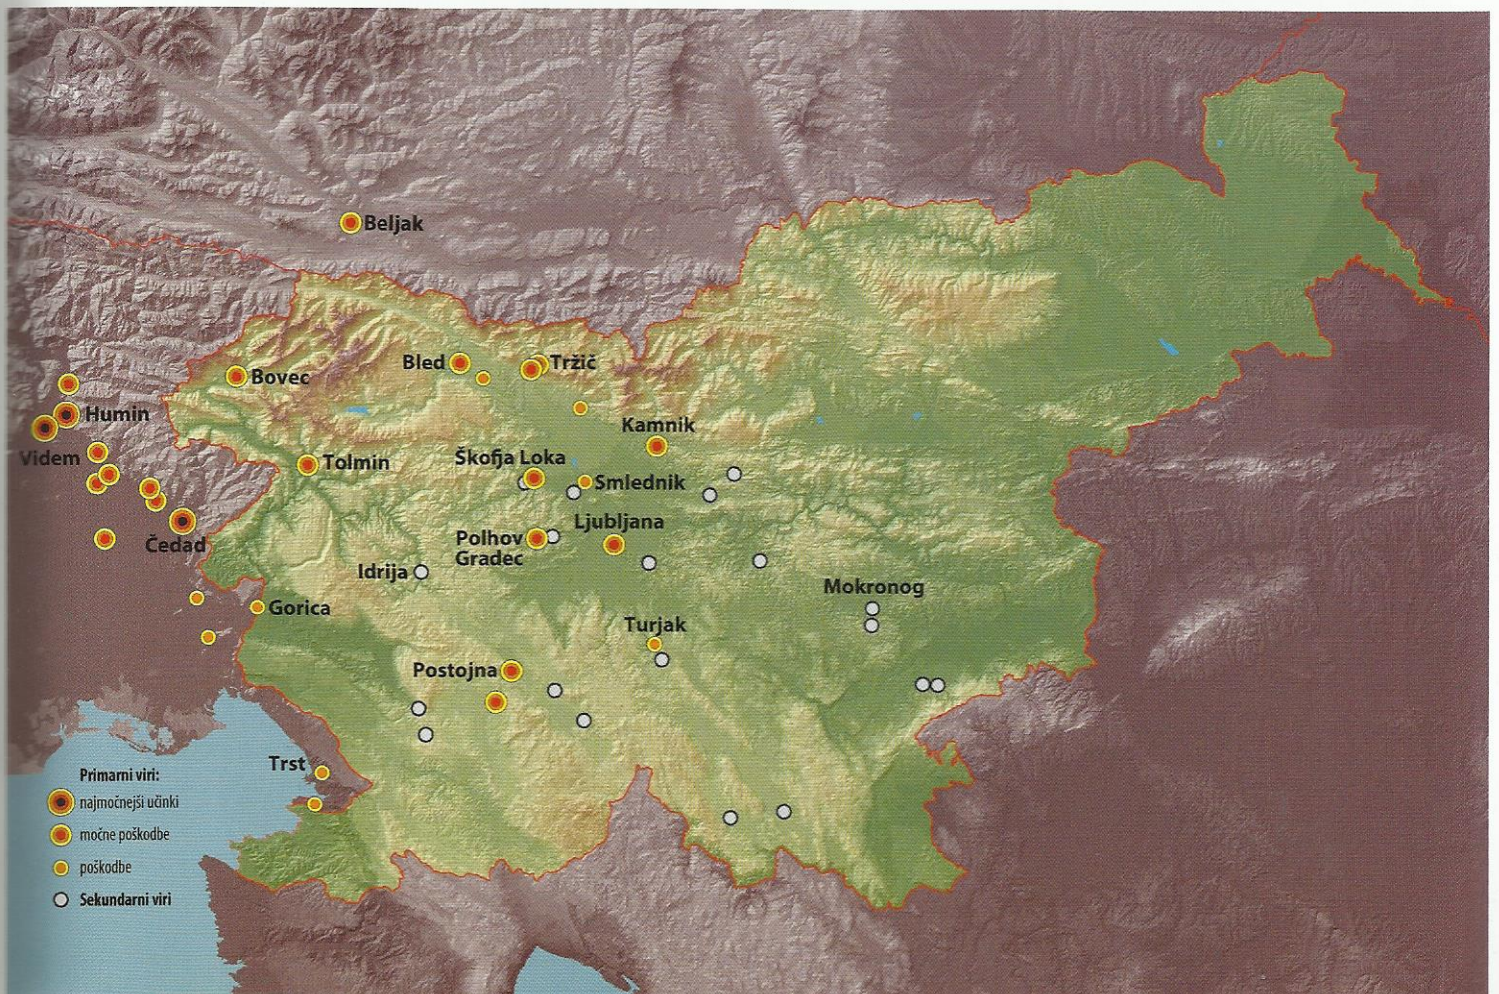 Beljak
Bled
Tržič
Bovec
Humin
Kamnik
Videm
Tolmin
Škofja Loka
Smlednik
Ljubljana
Čedad
Polhov
Gradec
Idrija
Mokronog
Gorica
Turjak
Postojna
Trst
Primarni viri:
najmočnejši učinki
močne poškodbe
poškodbe
Sekundarni viri